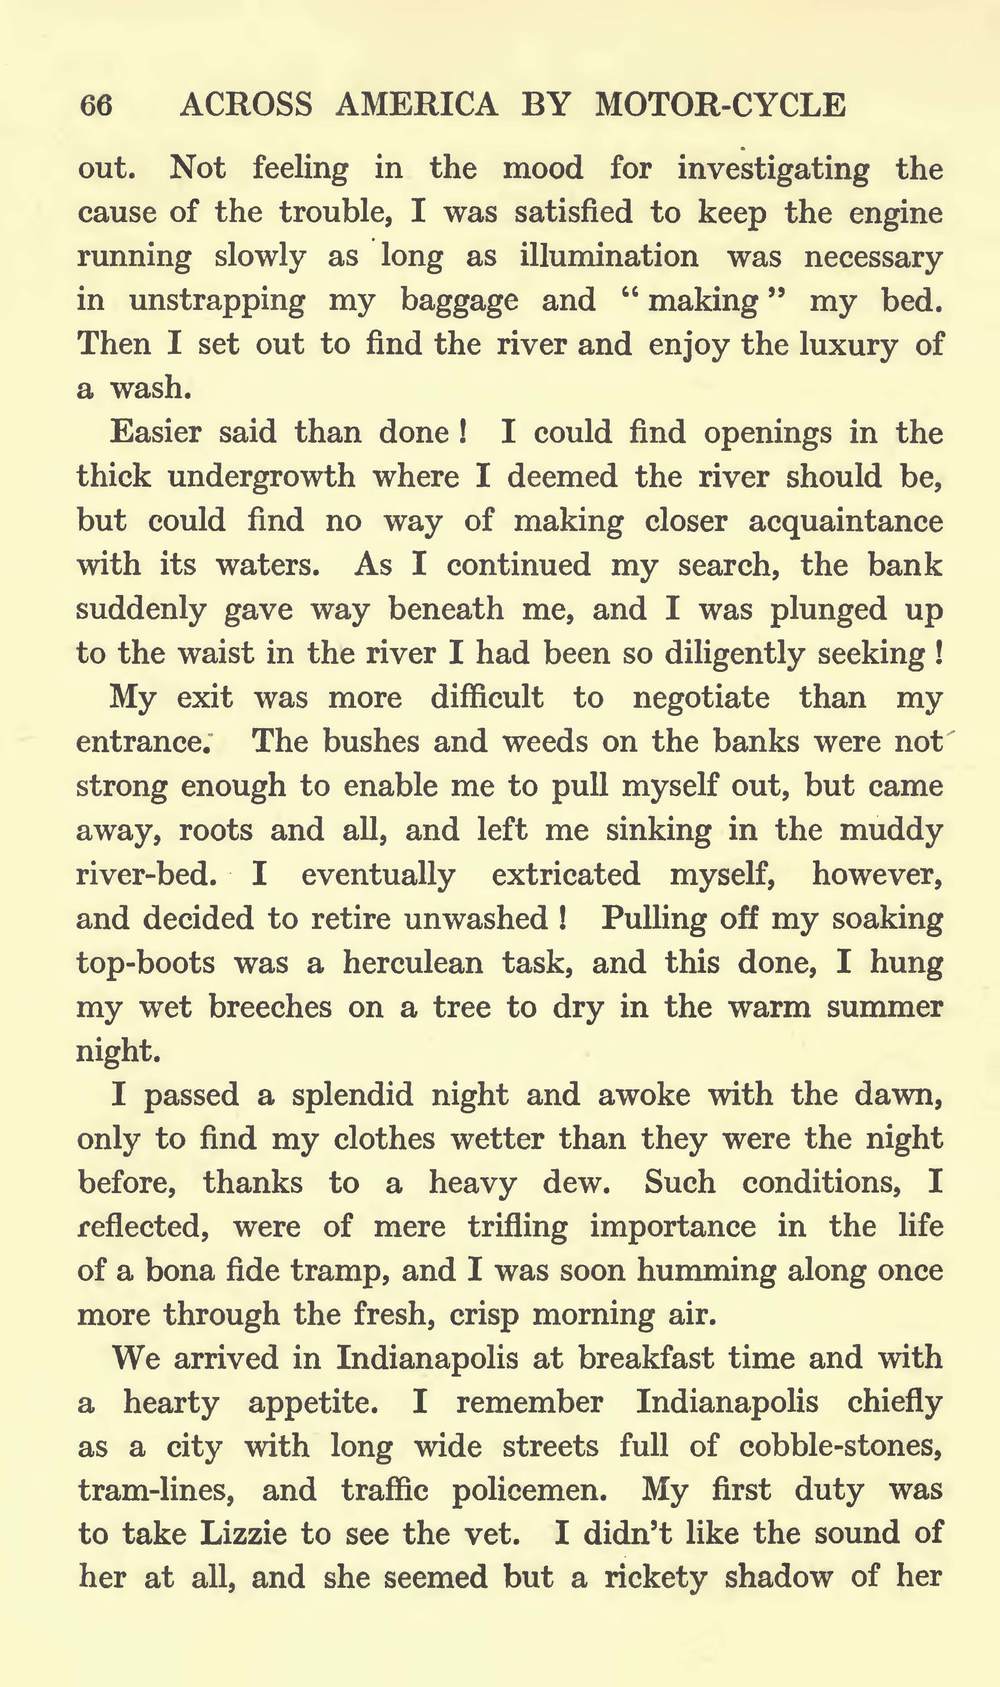 66 ACROSS AMERICA BY MOTOR-CYCLE
out. Not feeling in the mood for investigating the
cause of the trouble, I was satisfied to keep the engine
running slowly as long as illumination was necessary
in unstrapping my baggage and “ making ” my bed.
Then I set out to find the river and enjoy the luxury of
a wash.
Easier said than done ! I could find openings in the
thick undergrowth where I deemed the river should be,
but could find no way of making closer acquaintance
with its waters. As I continued my search, the bank
suddenly gave way beneath me, and I was plunged up
to the waist in the river I had been so diligently seeking !
My exit was more difficult to negotiate than my
entrance. The bushes and weeds on the banks were not
strong enough to enable me to pull myself out, but came
away, roots and all, and left me sinking in the muddy
river-bed. I eventually extricated myself, however,
and decided to retire unwashed ! Pulling off my soaking
top-boots was a herculean task, and this done, I hung
my wet breeches on a tree to dry in the warm summer
night.
I passed a splendid night and awoke with the dawn,
only to find my clothes wetter than they were the night
before, thanks to a heavy dew. Such conditions, I
reflected, were of mere trifling importance in the life
of a bona fide tramp, and I was soon humming along once
more through the fresh, crisp morning air.
We arrived in Indianapolis at breakfast time and with
a hearty appetite. I remember Indianapolis chiefly
as a city with long wide streets full of cobble-stones,
tram-lines, and traffic policemen. My first duty was
to take Lizzie to see the vet. I didn’t like the sound of
her at all, and she seemed but a rickety shadow of her